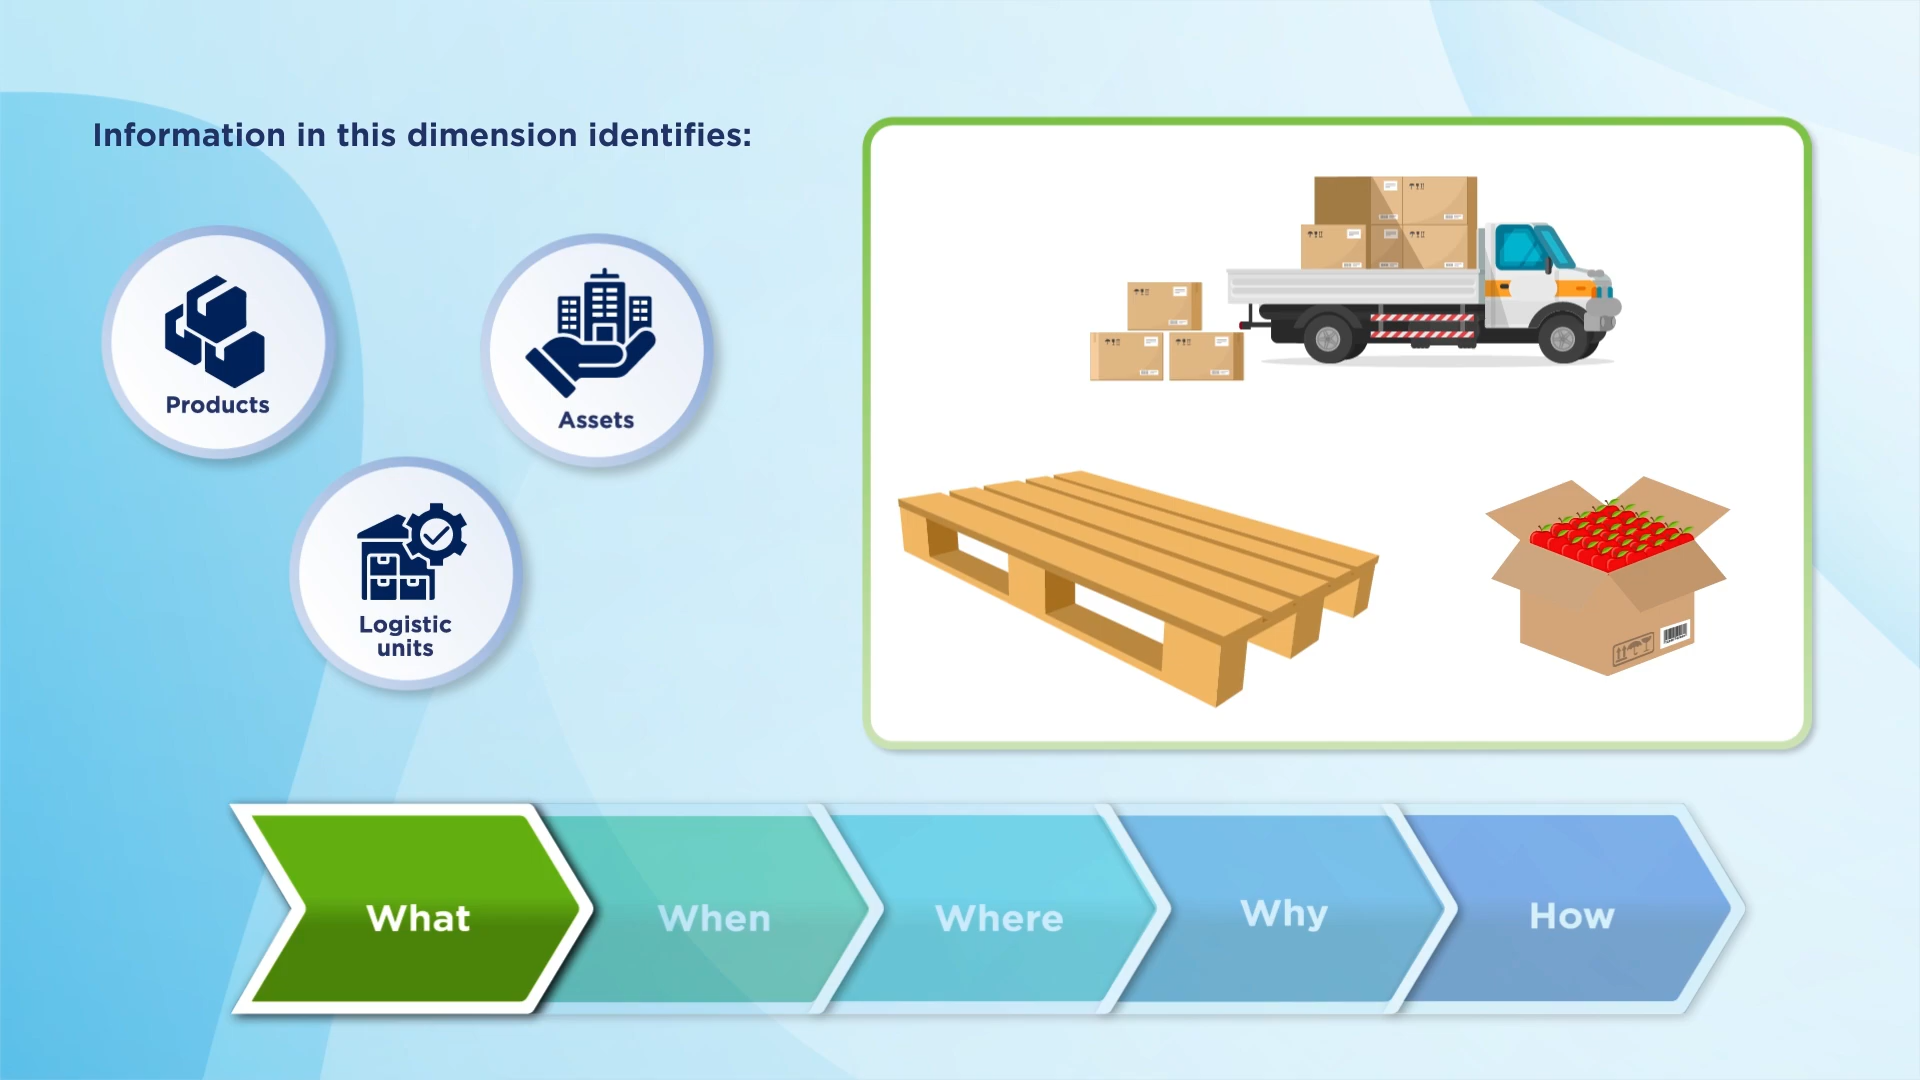 Information in this dimension identifies:
Products
Assets
Logistic
units
What
When
Where
Why
How